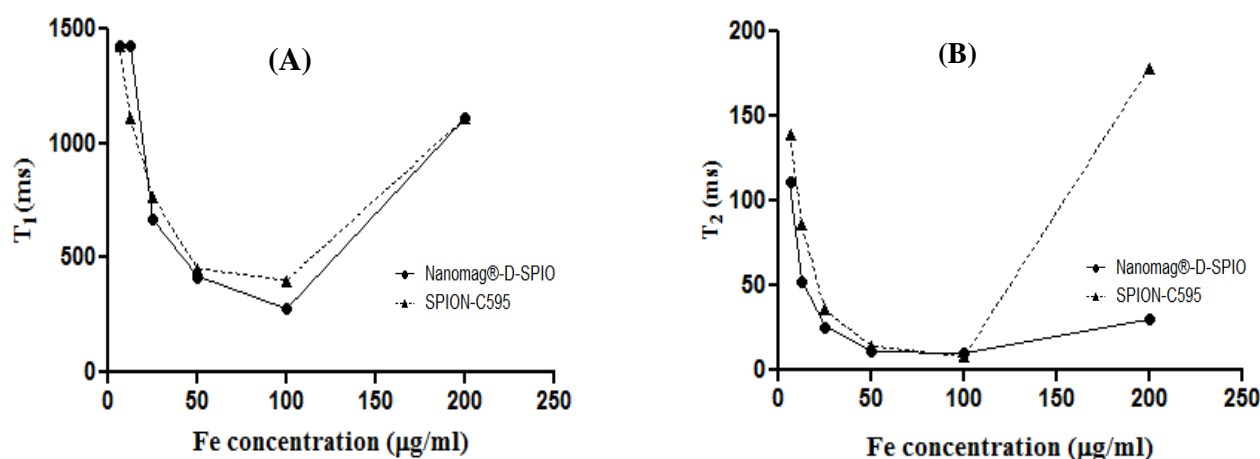 (A)
1500
1000
500
0
T1 (ms)
0 50 100 150 200 250
Fe concentration (µg/ml)
Nanomag®-D-SPIO
SPION-C595
(B)
200
150
100
50
0
T2 (ms)
0 50 100 150 200 250
Fe concentration (µg/ml)
Nanomag®-D-SPIO
SPION-C595